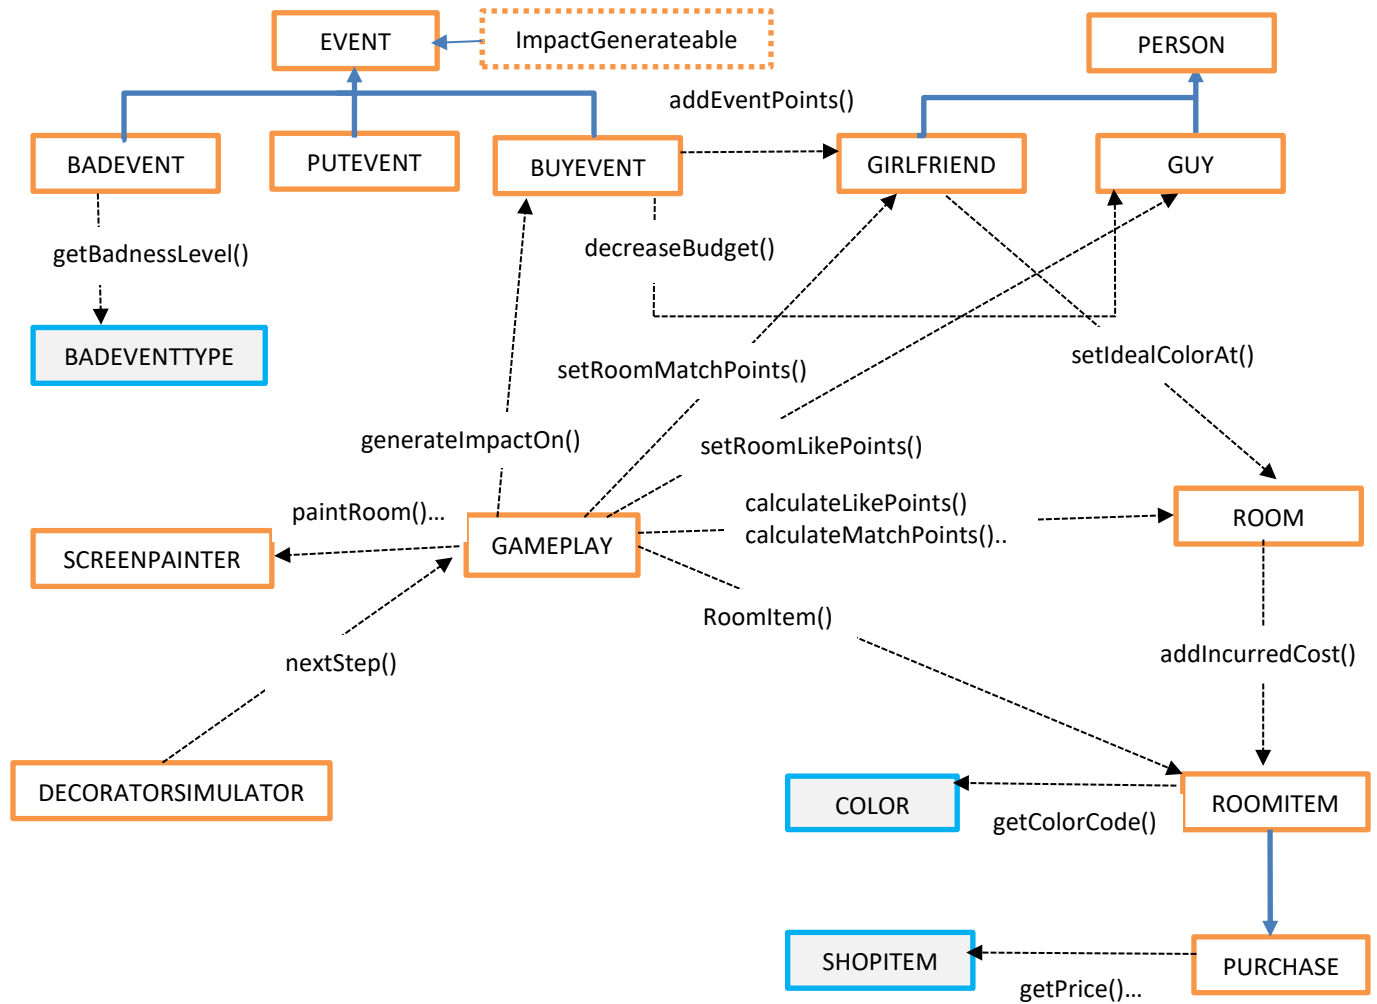 EVENT
ImpactGenerateable
PERSON
addEventPoints()
BADEVENT
PUTEVENT
BUYEVENT
GIRLFRIEND
GUY
getBadnessLevel()
decreaseBudget()
BADEVENTTYPE
setRoomMatchPoints()
setIdealColorAt()
generateImpactOn()
setRoomLikePoints()
paintRoom()...
calculateLikePoints()
calculateMatchPoints()..
SCREENPAINTER
GAMEPLAY
ROOM
RoomItem()
nextStep()
addIncurredCost()
DECORATORSIMULATOR
COLOR
getColorCode()
ROOMITEM
SHOPITEM
getPrice()...
PURCHASE